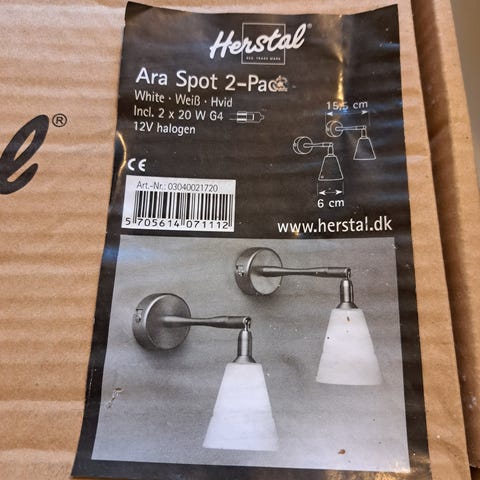 Herstal®
REG. TRADE MARK
Ara Spot 2-Pack
White · Weiß · Hvid
Incl. 2 x 20 W G4
12V halogen
15,5 cm
6 cm
CE
Art.-Nr.: 03040021720
5 705614 071112
www.herstal.dk
®